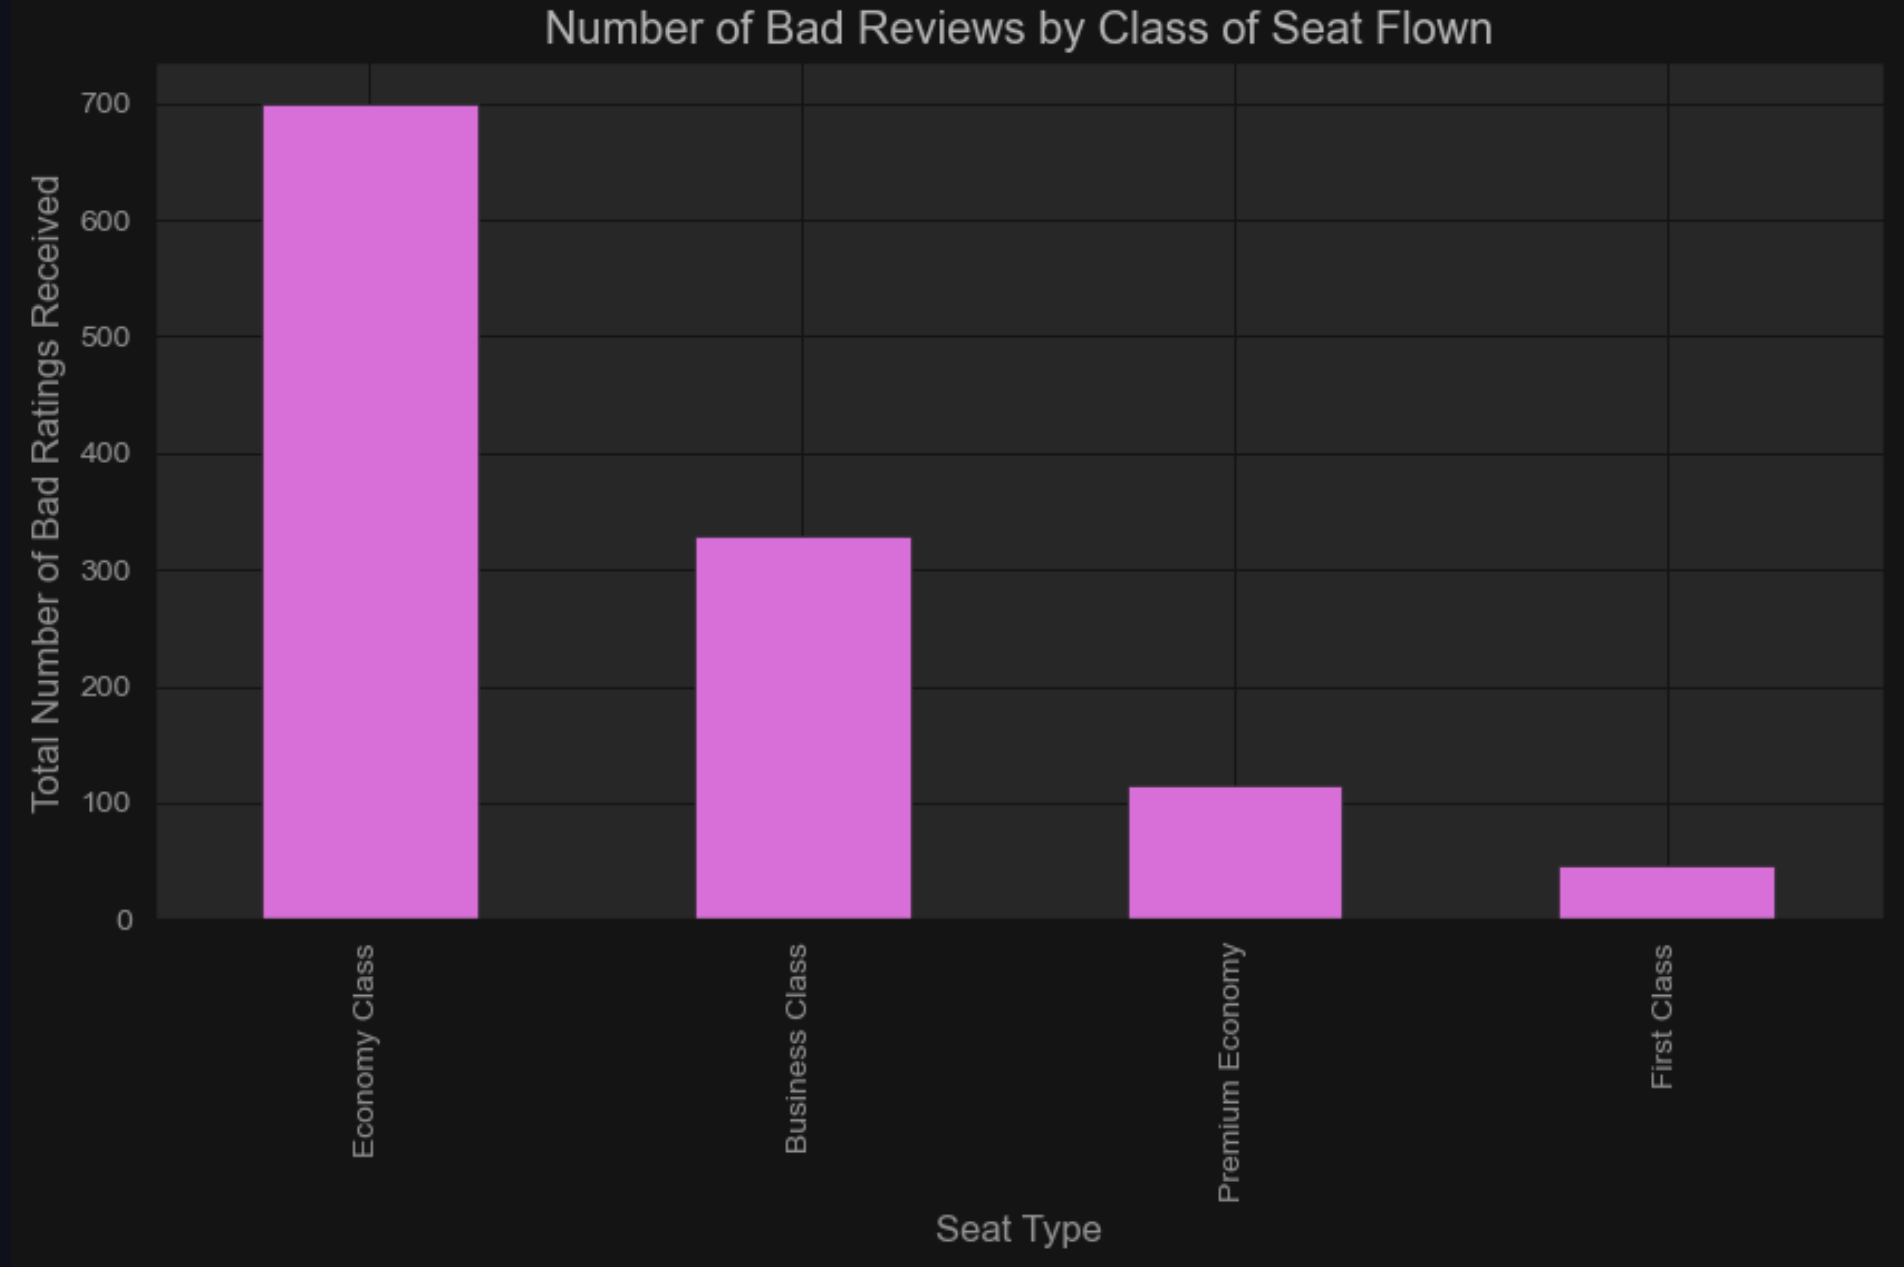 Number of Bad Reviews by Class of Seat Flown
Total Number of Bad Ratings Received
700
600
500
400
300
200
100
0
Economy Class
Business Class
Premium Economy
First Class
Seat Type